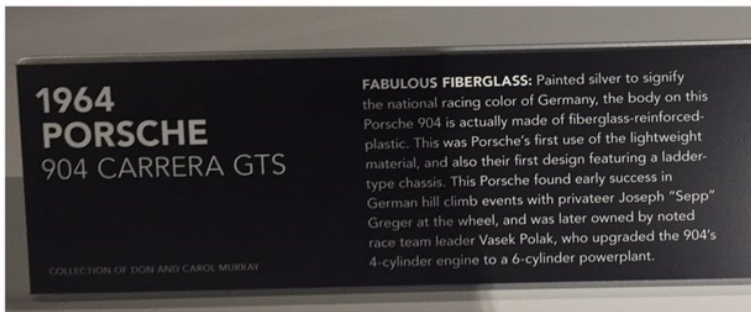 1964
PORSCHE
904 CARRERA GTS
COLLECTION OF DON AND CAROL MURRAY
FABULOUS FIBERGLASS: Painted silver to signify
the national racing color of Germany, the body on this
Porsche 904 is actually made of fiberglass-reinforced-
plastic. This was Porsche's first use of the lightweight
material, and also their first design featuring a ladder-
type chassis. This Porsche found early success in
German hill climb events with privateer Joseph "Sepp"
Greger at the wheel, and was later owned by noted
race team leader Vasek Polak, who upgraded the 904's
4-cylinder engine to a 6-cylinder powerplant.